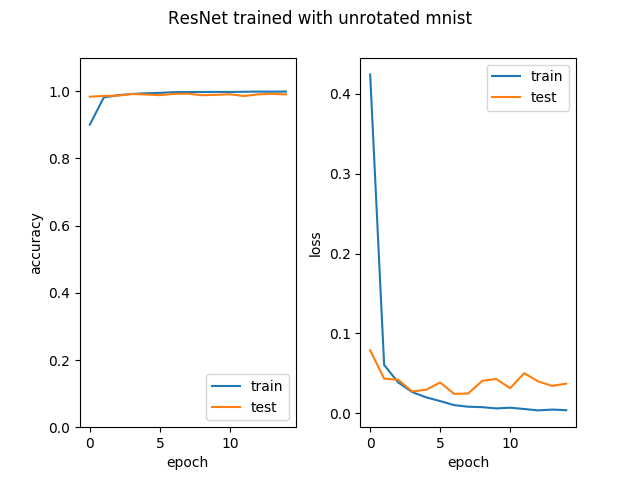 ResNet trained with unrotated mnist
1.0
0.8
0.6
0.4
0.2
0.0
accuracy
0 5 10
epoch
train
test
0.4
0.3
0.2
0.1
0.0
loss
0 5 10
epoch
train
test